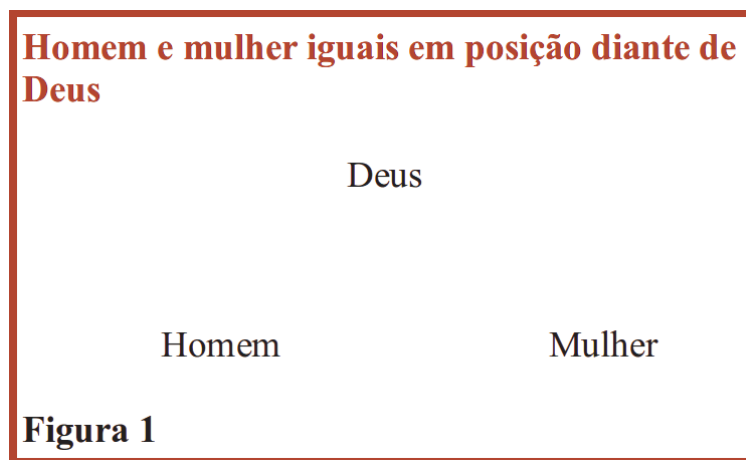 Homem e mulher iguais em posição diante de
Deus
Deus
Homem Mulher
Figura 1